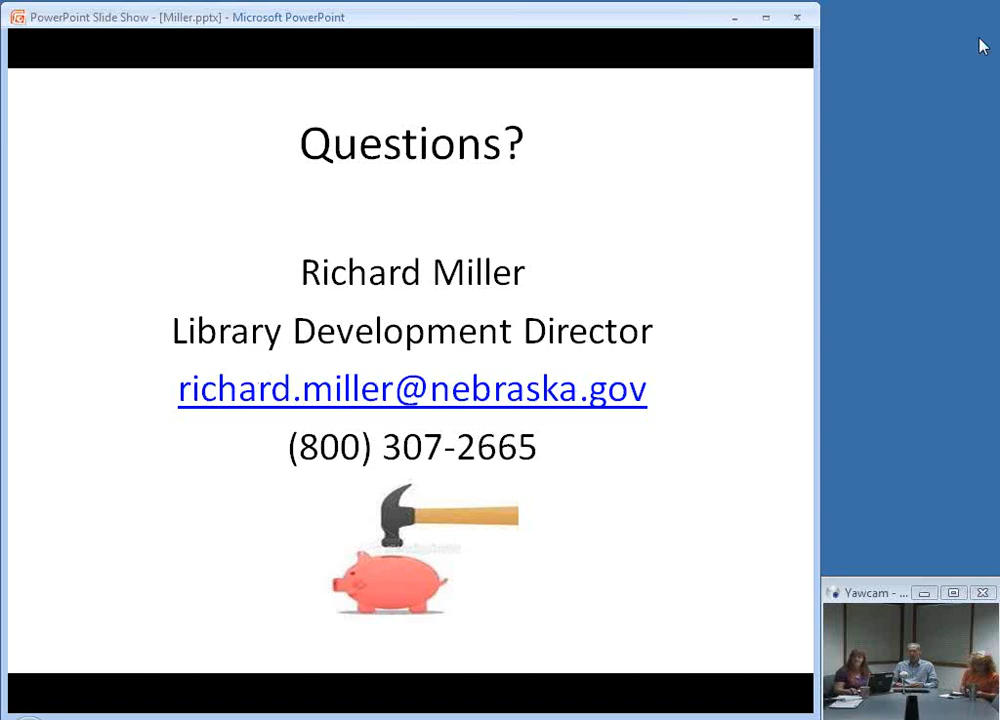 PowerPoint Slide Show - [Miller.pptx] - Microsoft PowerPoint
Questions?
Richard Miller
Library Development Director
richard.miller@nebraska.gov
(800) 307-2665
Yawcam - ...